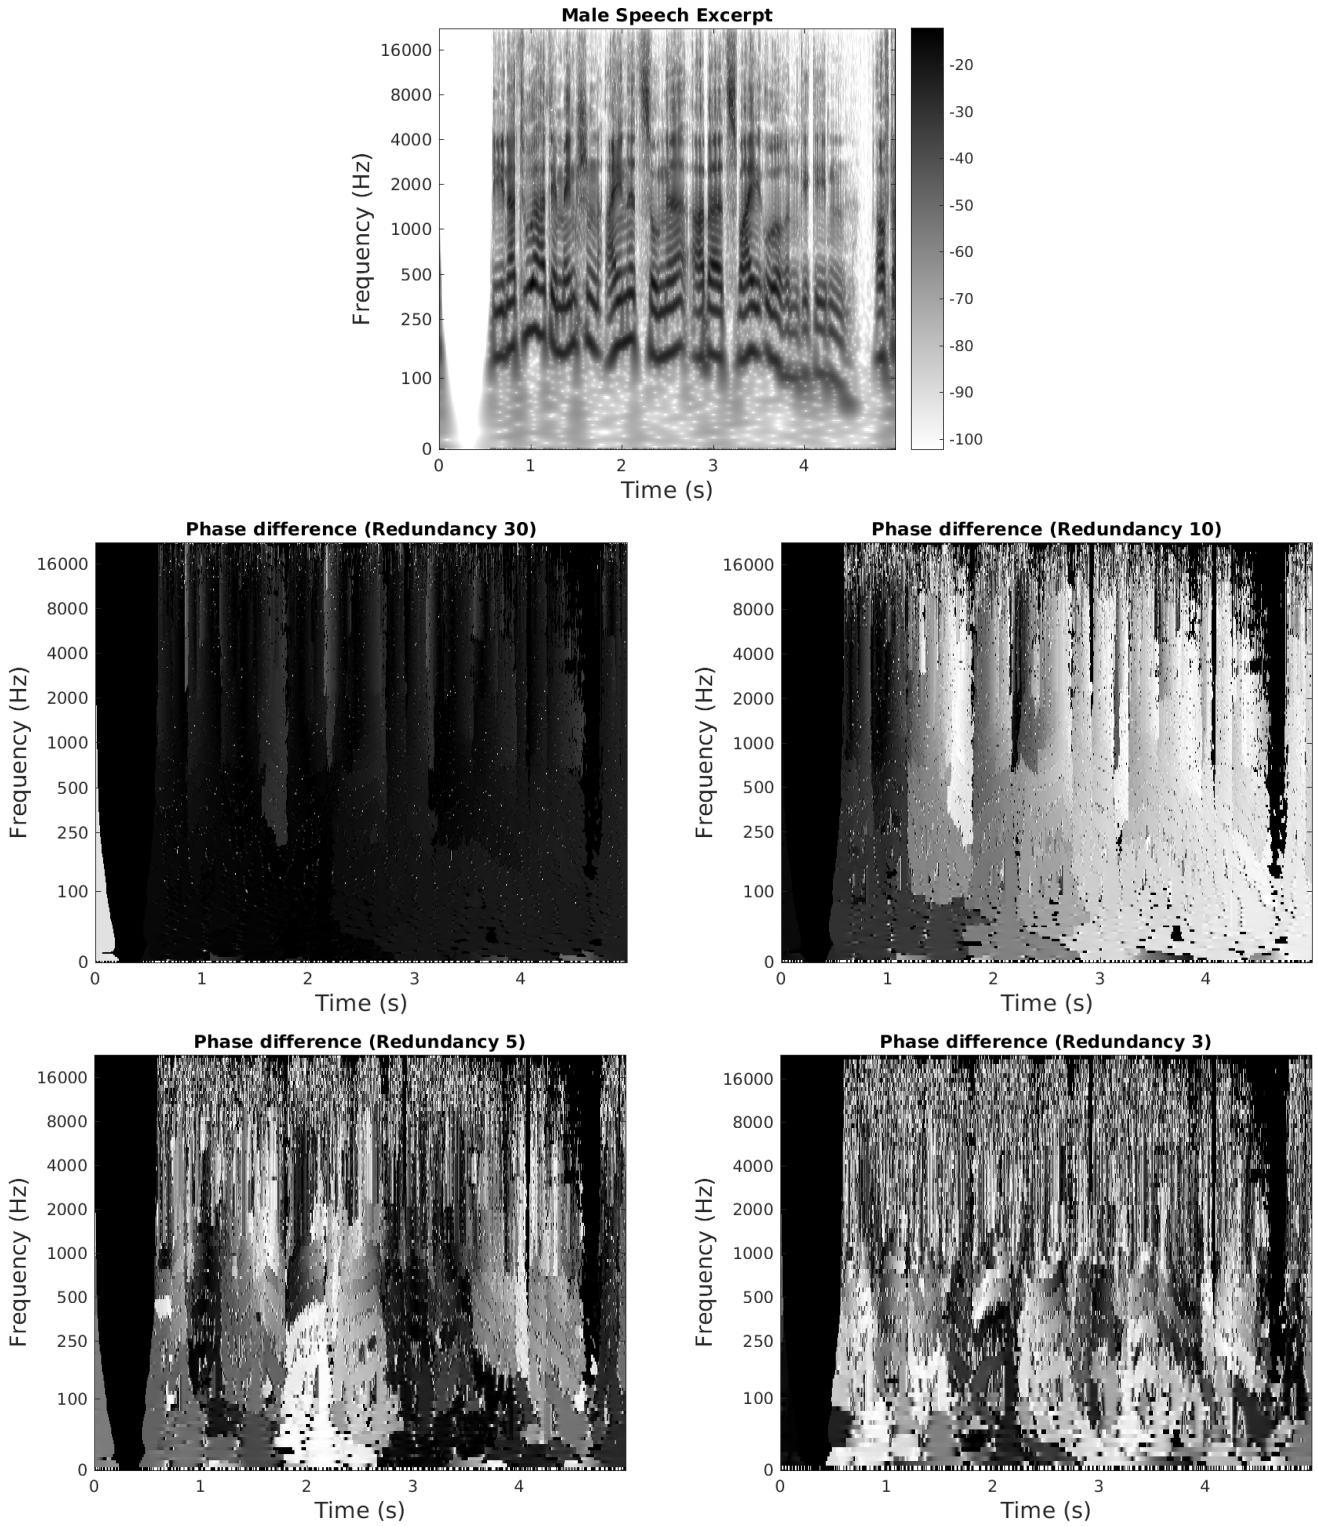 Male Speech Excerpt
16000
8000
4000
2000
1000
500
250
100
0
Frequency (Hz)
0 1 2 3 4
Time (s)
-20
-30
-40
-50
-60
-70
-80
-90
-100
Phase difference (Redundancy 30)
16000
8000
4000
2000
1000
500
250
100
0
Frequency (Hz)
0 1 2 3 4
Time (s)
Phase difference (Redundancy 10)
16000
8000
4000
2000
1000
500
250
100
0
Frequency (Hz)
0 1 2 3 4
Time (s)
Phase difference (Redundancy 5)
16000
8000
4000
2000
1000
500
250
100
0
Frequency (Hz)
0 1 2 3 4
Time (s)
Phase difference (Redundancy 3)
16000
8000
4000
2000
1000
500
250
100
0
Frequency (Hz)
0 1 2 3 4
Time (s)